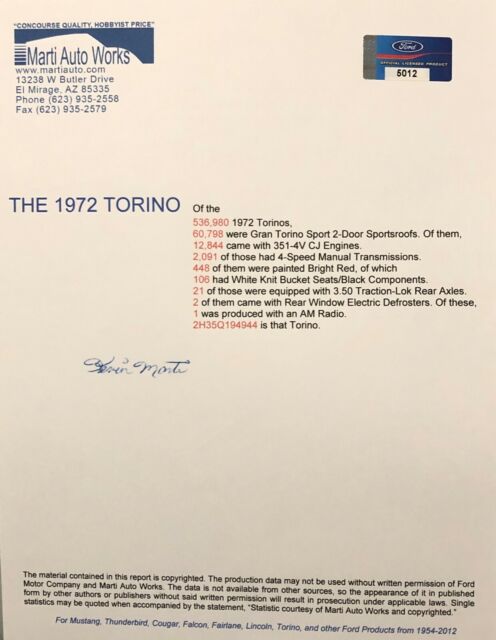 "CONCOURSE QUALITY, HOBBYIST PRICE"
Marti Auto Works
www.martiauto.com
13238 W Butler Drive
El Mirage, AZ 85335
Phone (623) 935-2558
Fax (623) 935-2579
Ford
OFFICIAL LICENSED PRODUCT
5012
THE 1972 TORINO
Of the
536,980 1972 Torinos,
60,798 were Gran Torino Sport 2-Door Sportsroofs. Of them,
12,844 came with 351-4V CJ Engines.
2,091 of those had 4-Speed Manual Transmissions.
448 of them were painted Bright Red, of which
106 had White Knit Bucket Seats/Black Components.
21 of those were equipped with 3.50 Traction-Lok Rear Axles.
2 of them came with Rear Window Electric Defrosters. Of these,
1 was produced with an AM Radio.
2H35Q194944 is that Torino.
Kevin Marti
The material contained in this report is copyrighted. The production data may not be used without written permission of Ford
Motor Company and Marti Auto Works. The data is not available from other sources, so the appearance of it in published
form by other authors or publishers without said written permission will result in prosecution under applicable laws. Single
statistics may be quoted when accompanied by the statement, "Statistic courtesy of Marti Auto Works and copyrighted."
For Mustang, Thunderbird, Cougar, Falcon, Fairlane, Lincoln, Torino, and other Ford Products from 1954-2012